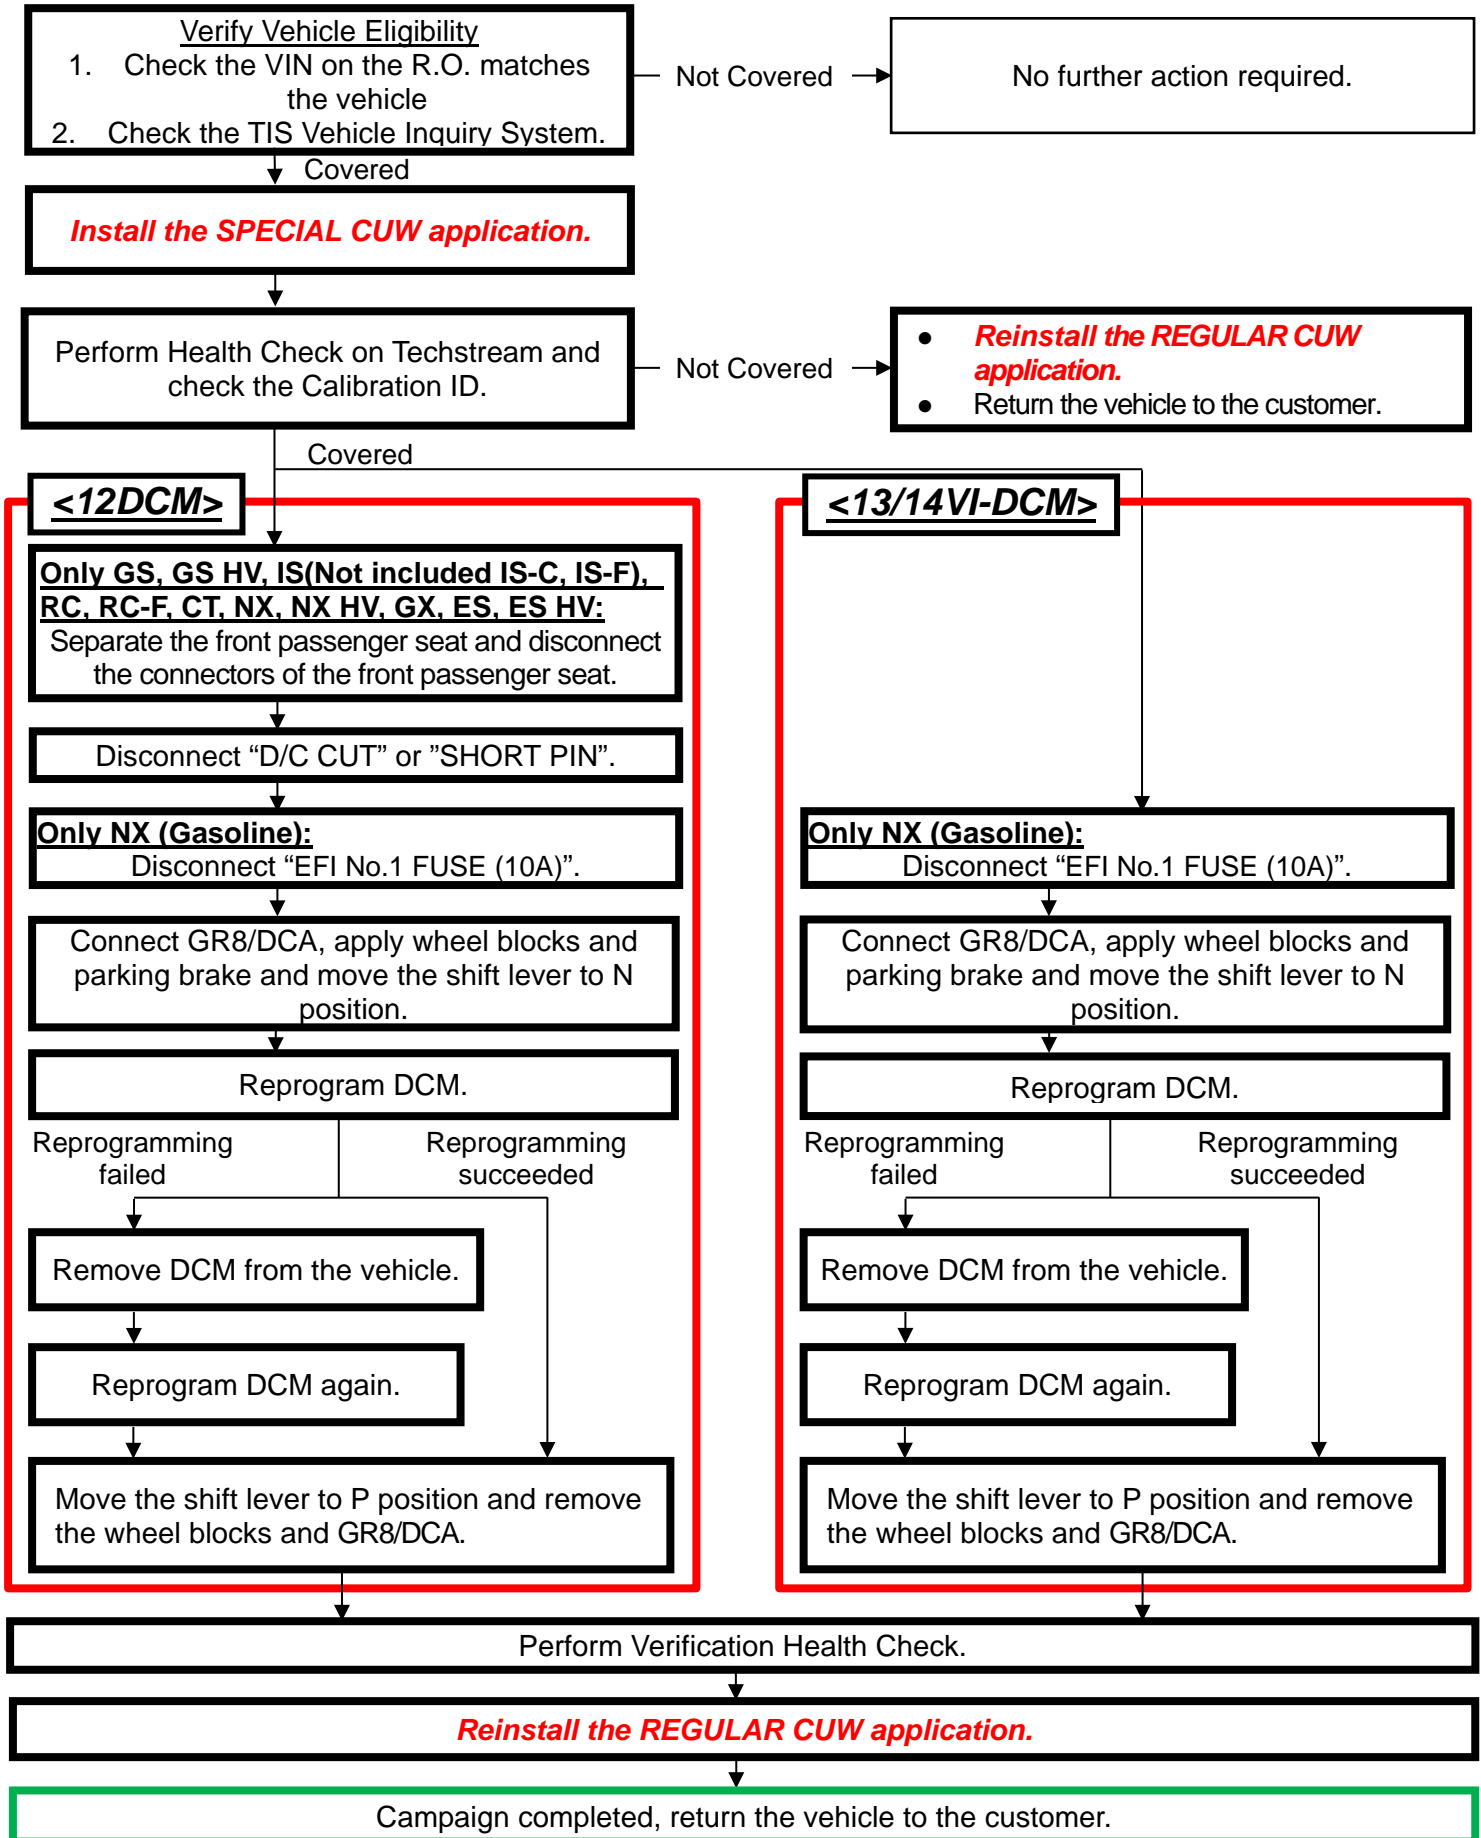 Verify Vehicle Eligibility
1. Check the VIN on the R.O. matches
the vehicle
2. Check the TIS Vehicle Inquiry System.
Not Covered
No further action required.
Covered
Install the SPECIAL CUW application.
Perform Health Check on Techstream and
check the Calibration ID.
Not Covered
● Reinstall the REGULAR CUW
application.
● Return the vehicle to the customer.
Covered
<12DCM>
Only GS, GS HV, IS(Not included IS-C, IS-F),
RC, RC-F, CT, NX, NX HV, GX, ES, ES HV:
Separate the front passenger seat and disconnect
the connectors of the front passenger seat.
Disconnect “D/C CUT” or ”SHORT PIN”.
Only NX (Gasoline):
Disconnect “EFI No.1 FUSE (10A)”.
Connect GR8/DCA, apply wheel blocks and
parking brake and move the shift lever to N
position.
Reprogram DCM.
Reprogramming
failed
Reprogramming
succeeded
Remove DCM from the vehicle.
Reprogram DCM again.
Move the shift lever to P position and remove
the wheel blocks and GR8/DCA.
<13/14VI-DCM>
Only NX (Gasoline):
Disconnect “EFI No.1 FUSE (10A)”.
Connect GR8/DCA, apply wheel blocks and
parking brake and move the shift lever to N
position.
Reprogram DCM.
Reprogramming
failed
Reprogramming
succeeded
Remove DCM from the vehicle.
Reprogram DCM again.
Move the shift lever to P position and remove
the wheel blocks and GR8/DCA.
Perform Verification Health Check.
Reinstall the REGULAR CUW application.
Campaign completed, return the vehicle to the customer.